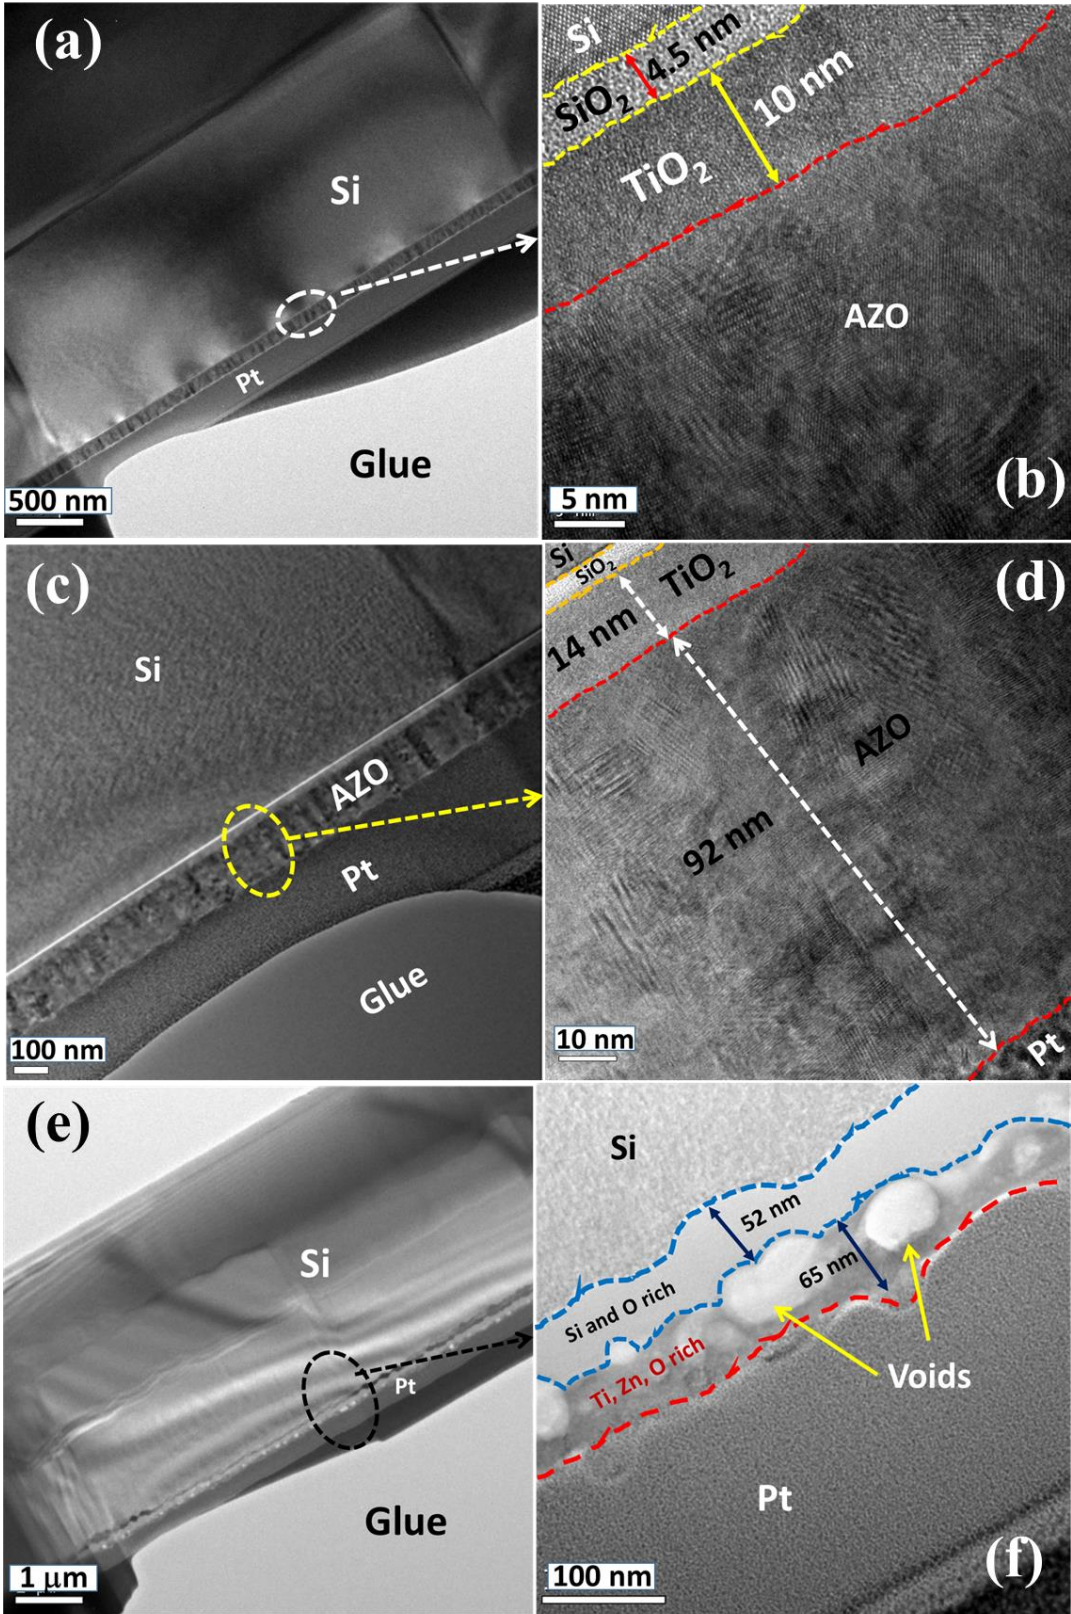 (a)
Si
Pt
Glue
500 nm
Si
SiO₂
4.5 nm
10 nm
TiO₂
AZO
(b)
5 nm
(c)
Si
AZO
Pt
Glue
100 nm
Si
SiO₂
TiO₂
(d)
14 nm
AZO
92 nm
10 nm
Pt
(e)
Si
Pt
Glue
1 μm
Si
52 nm
65 nm
Si and O rich
Ti, Zn, O rich
Voids
Pt
(f)
100 nm